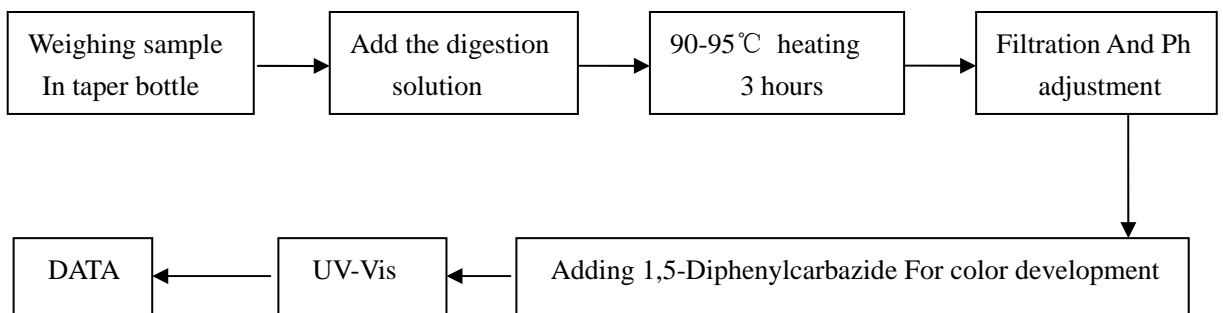 Weighing sample
In taper bottle
Add the digestion
solution
90-95℃ heating
3 hours
Filtration And Ph
adjustment
DATA
UV-Vis
Adding 1,5-Diphenylcarbazide For color development